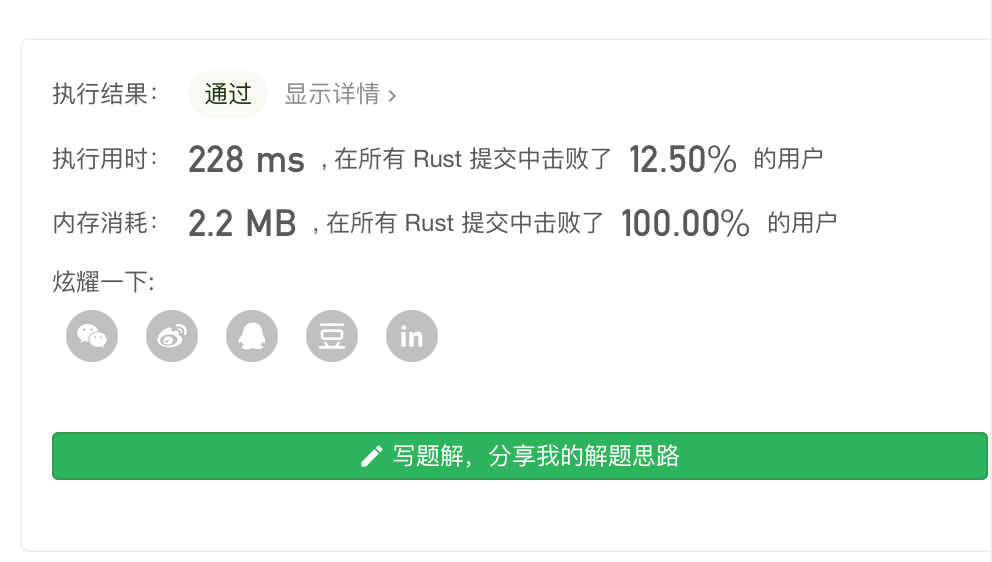 执行结果： 通过 显示详情 ›
执行用时： 228 ms , 在所有 Rust 提交中击败了 12.50% 的用户
内存消耗： 2.2 MB , 在所有 Rust 提交中击败了 100.00% 的用户
炫耀一下:
豆 in
写题解，分享我的解题思路